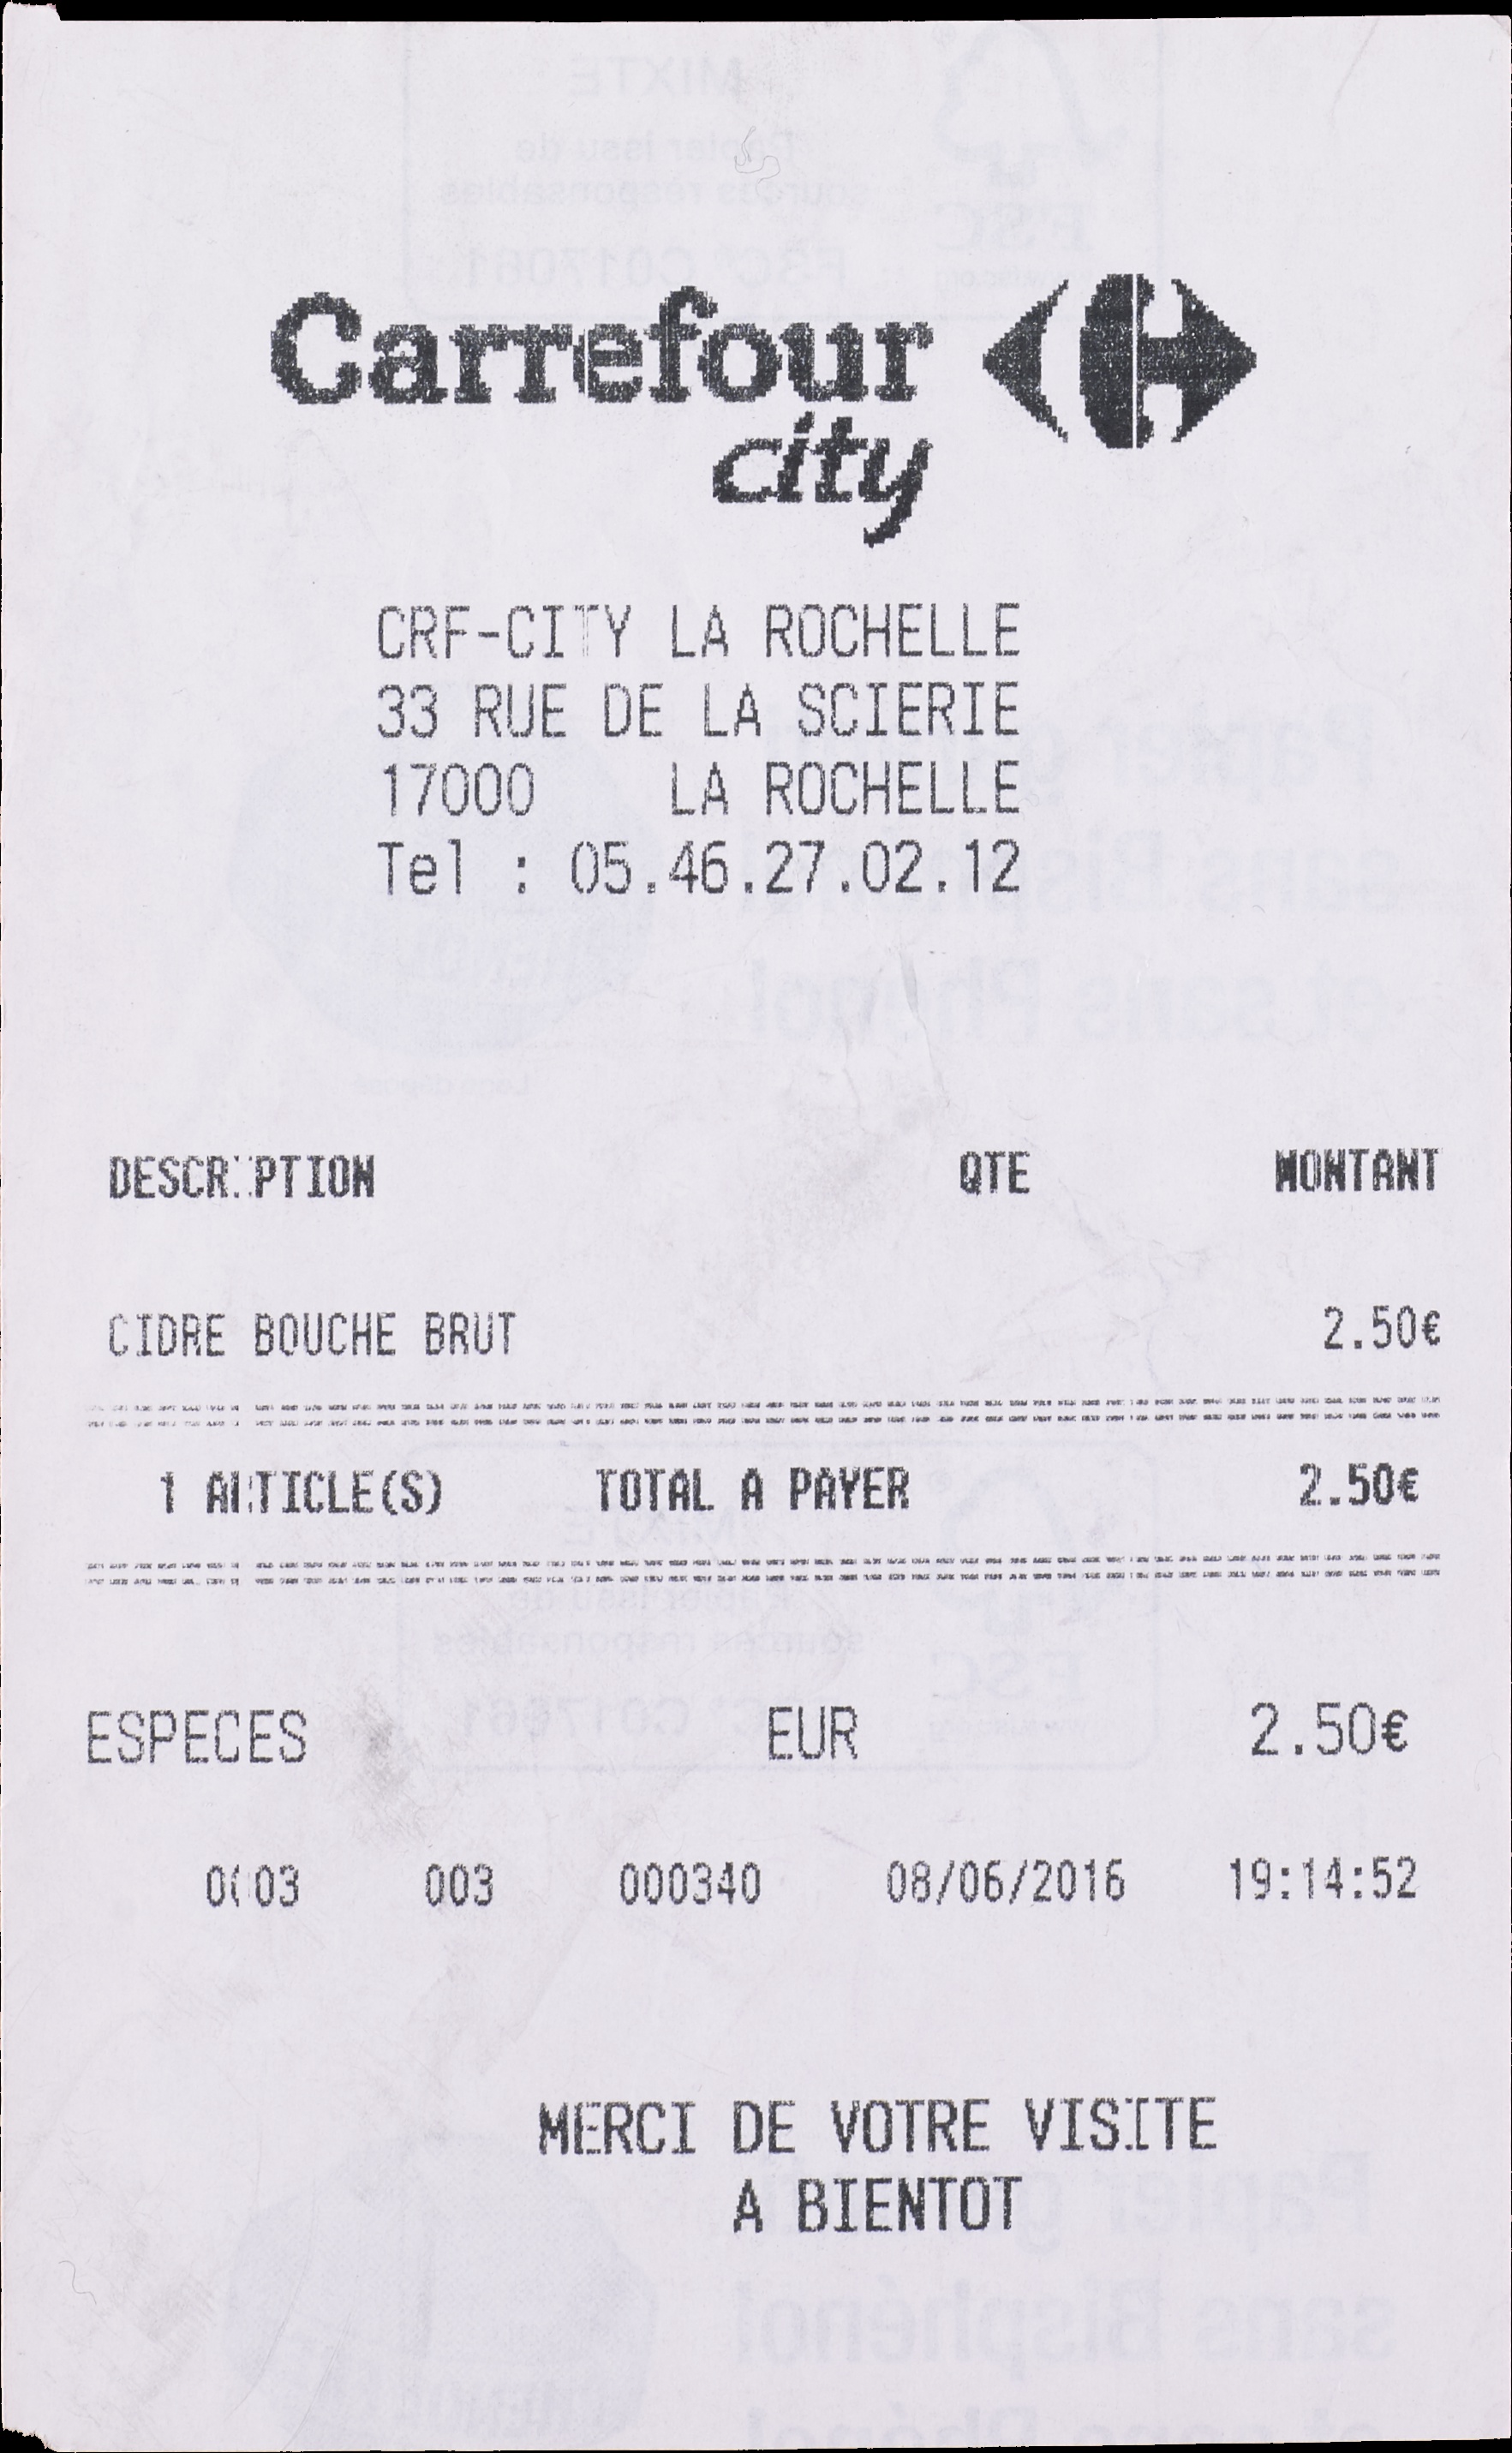 Carrefour
city
CRF-CITY LA ROCHELLE
33 RUE DE LA SCIERIE
17000 LA ROCHELLE
Tel : 05.46.27.02.12
DESCRIPTION QTE MONTANT
CIDRE BOUCHE BRUT 2.50€
1 ARTICLE(S) TOTAL A PAYER 2.50€
ESPECES EUR 2.50€
0003 003 000340 08/06/2016 19:14:52
MERCI DE VOTRE VISITE
A BIENTOT